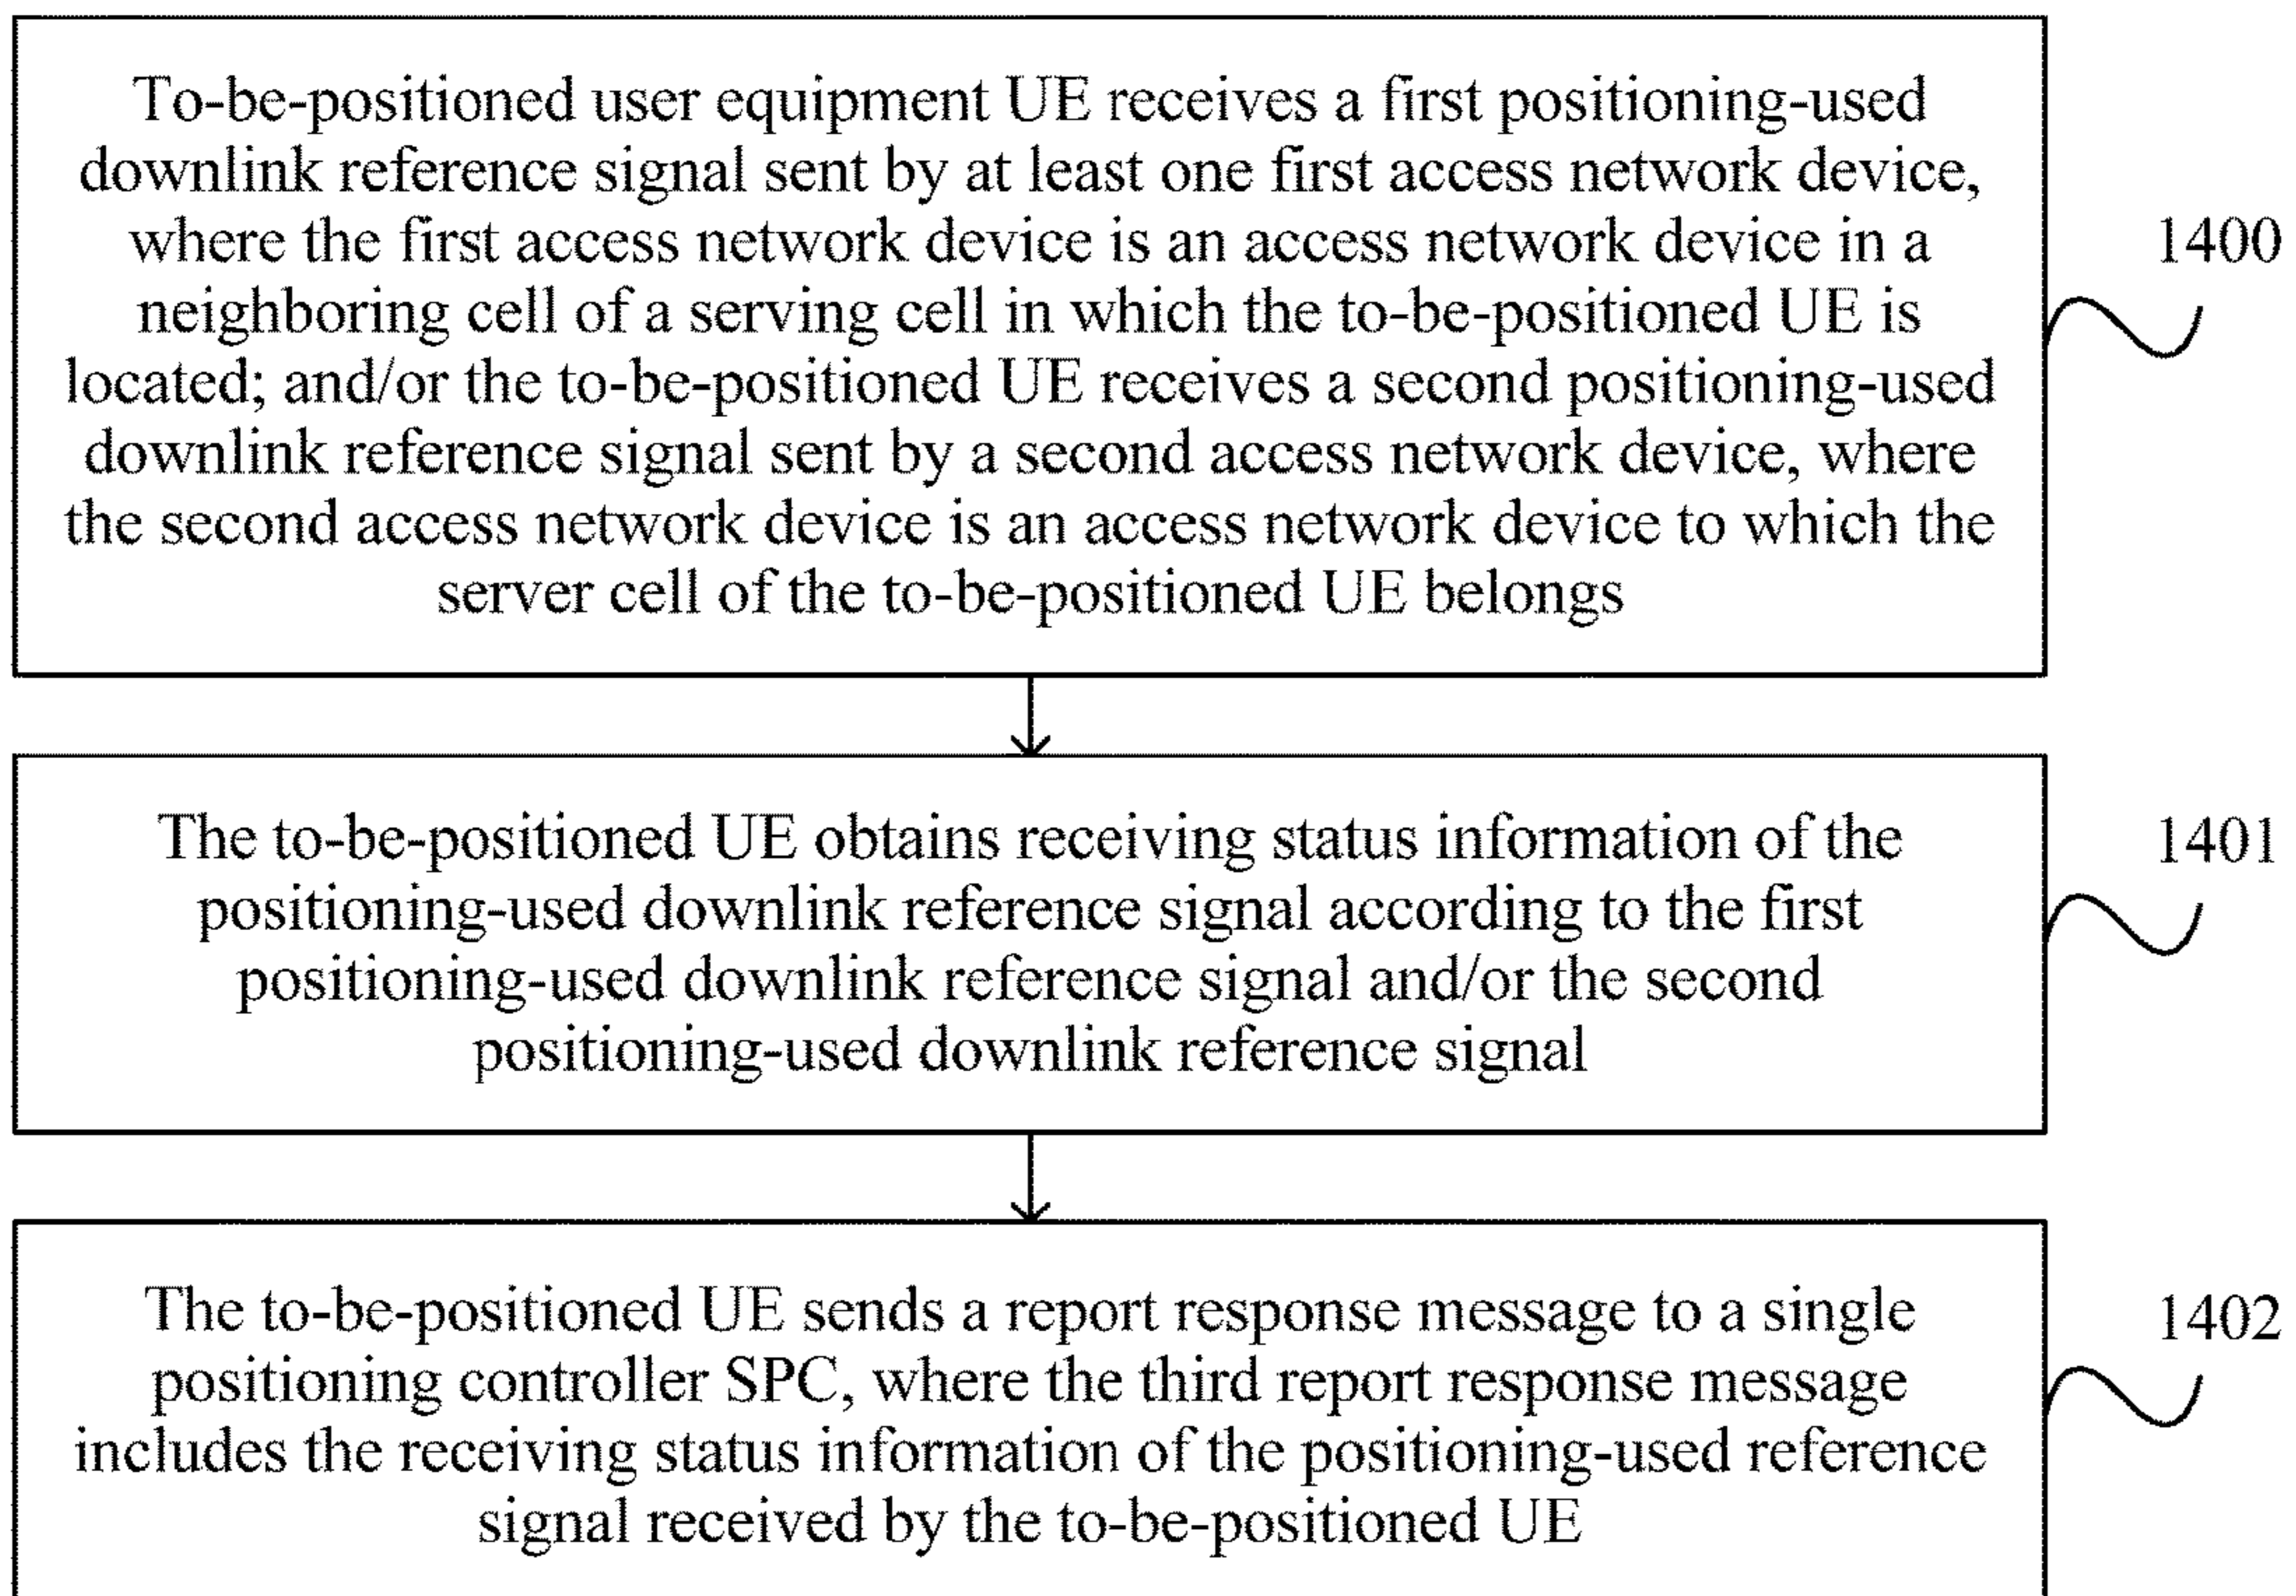 To-be-positioned user equipment UE receives a first positioning-used
downlink reference signal sent by at least one first access network device,
where the first access network device is an access network device in a
neighboring cell of a serving cell in which the to-be-positioned UE is
located; and/or the to-be-positioned UE receives a second positioning-used
downlink reference signal sent by a second access network device, where
the second access network device is an access network device to which the
server cell of the to-be-positioned UE belongs
1400
The to-be-positioned UE obtains receiving status information of the
positioning-used downlink reference signal according to the first
positioning-used downlink reference signal and/or the second
positioning-used downlink reference signal
1401
The to-be-positioned UE sends a report response message to a single
positioning controller SPC, where the third report response message
includes the receiving status information of the positioning-used reference
signal received by the to-be-positioned UE
1402